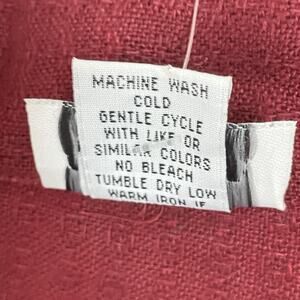 MACHINE WASH
COLD
GENTLE CYCLE
WITH LIKE OR
SIMILAR COLORS
NO BLEACH
TUMBLE DRY LOW
WARM IRON IF